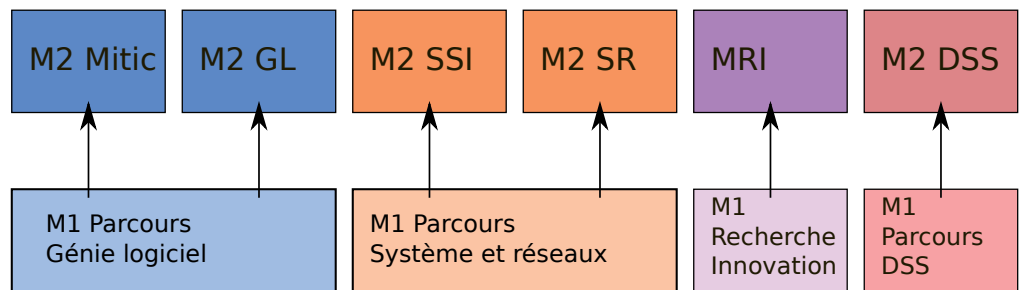 M2 Mitic
M2 GL
M2 SSI
M2 SR
MRI
M2 DSS
M1 Parcours
Génie logiciel
M1 Parcours
Système et réseaux
M1
Recherche
Innovation
M1
Parcours
DSS